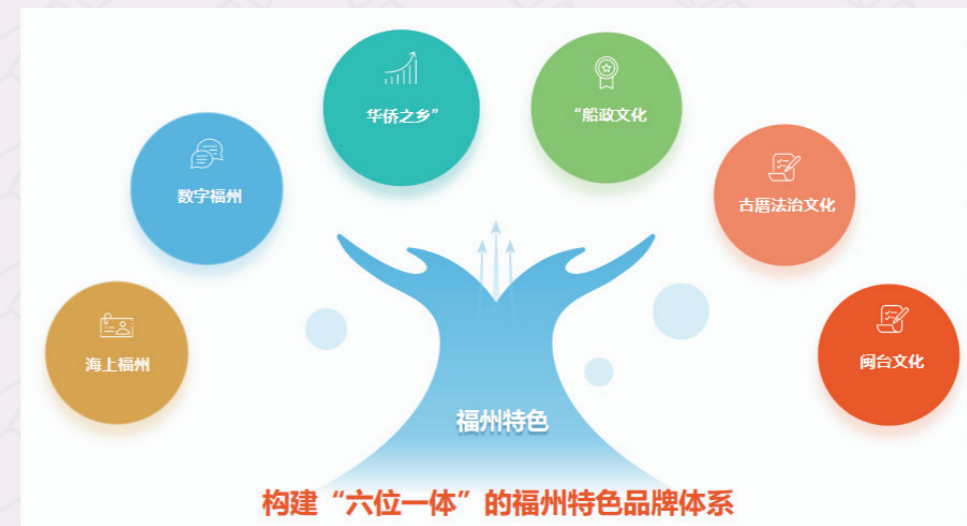 海上福州
数字福州
华侨之乡”
“船政文化
古厝法治文化
闽台文化
福州特色
构建“六位一体”的福州特色品牌体系